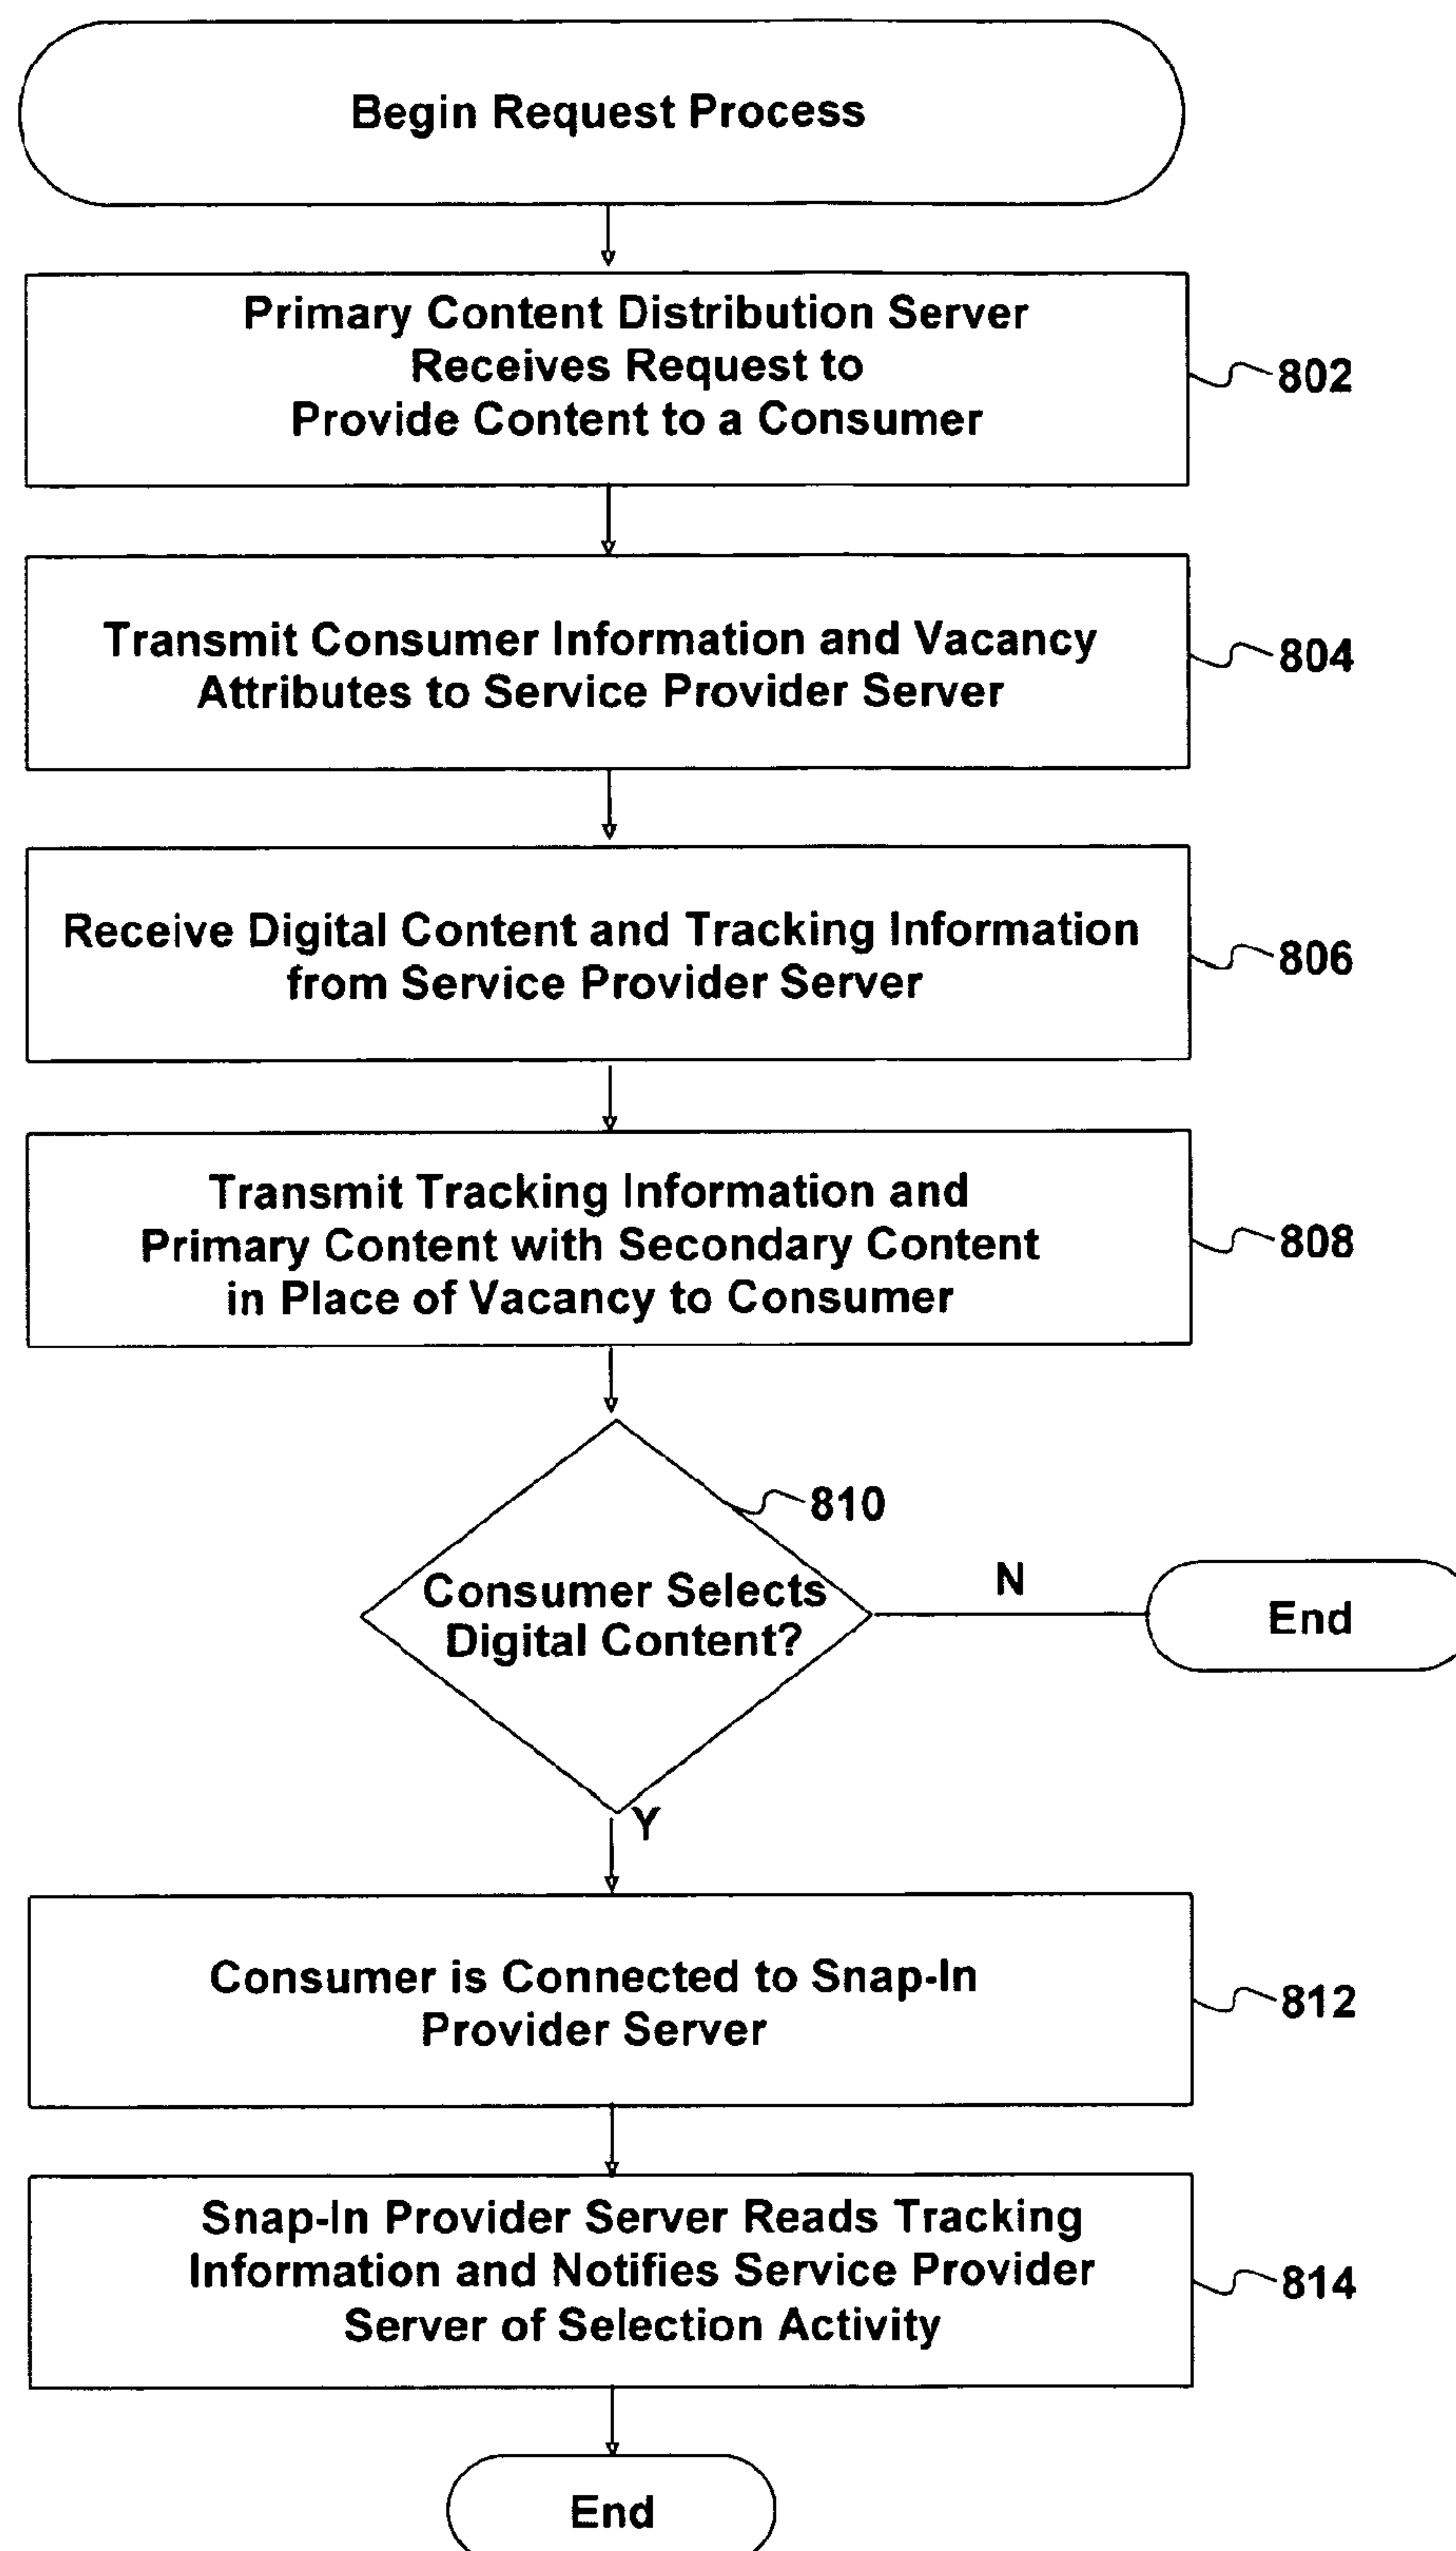 Begin Request Process
Primary Content Distribution Server
Receives Request to
Provide Content to a Consumer
802
Transmit Consumer Information and Vacancy
Attributes to Service Provider Server
804
Receive Digital Content and Tracking Information
from Service Provider Server
806
Transmit Tracking Information and
Primary Content with Secondary Content
in Place of Vacancy to Consumer
808
810
Consumer Selects
Digital Content?
N
End
Y
Consumer is Connected to Snap-In
Provider Server
812
Snap-In Provider Server Reads Tracking
Information and Notifies Service Provider
Server of Selection Activity
814
End